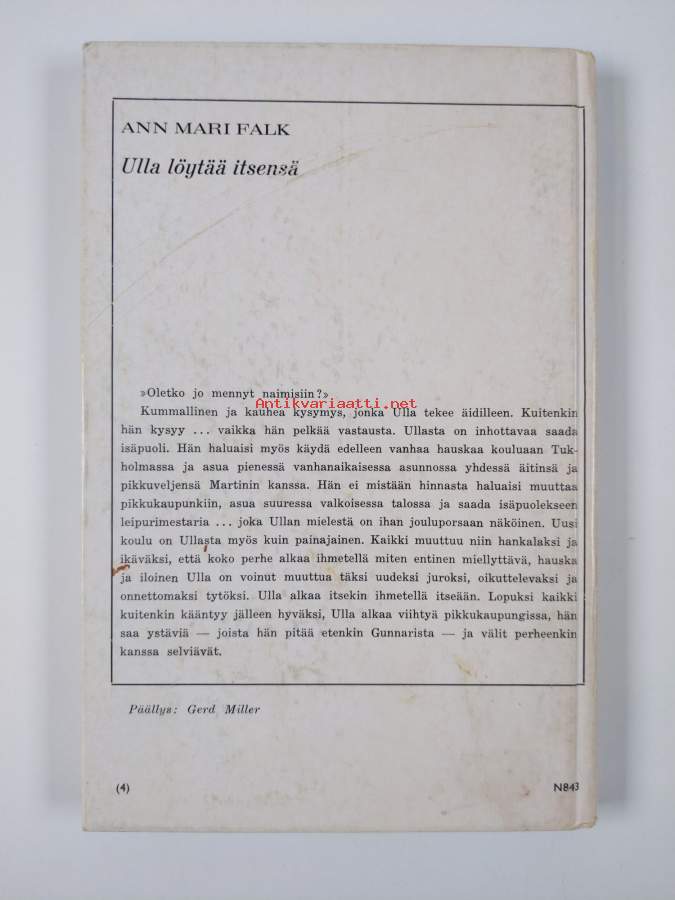 ANN MARI FALK
Ulla löytää itsensä
»Oletko jo mennyt naimisiin?»
Antikvariaatti.net
Kummallinen ja kauhea kysymys, jonka Ulla tekee äidilleen. Kuitenkin
hän kysyy ... vaikka hän pelkää vastausta. Ullasta on inhottavaa saada
isäpuoli. Hän haluaisi myös käydä edelleen vanhaa hauskaa kouluaan Tuk-
holmassa ja asua pienessä vanhanaikaisessa asunnossa yhdessä äitinsä ja
pikkuveljensä Martinin kanssa. Hän ei mistään hinnasta haluaisi muuttaa
pikkukaupunkiin, asua suuressa valkoisessa talossa ja saada isäpuolekseen
leipurimestaria ... joka Ullan mielestä on ihan jouluporsaan näköinen. Uusi
koulu on Ullasta myös kuin painajainen. Kaikki muuttuu niin hankalaksi ja
ikäväksi, että koko perhe alkaa ihmetellä miten entinen miellyttävä, hauska
ja iloinen Ulla on voinut muuttua täksi uudeksi juroksi, oikuttelevaksi ja
onnettomaksi tytöksi. Ulla alkaa itsekin ihmetellä itseään. Lopuksi kaikki
kuitenkin kääntyy jälleen hyväksi, Ulla alkaa viihtyä pikkukaupungissa, hän
saa ystäviä — joista hän pitää etenkin Gunnarista — ja välit perheenkin
kanssa selviävät.
Päällys: Gerd Miller
(4)
N843